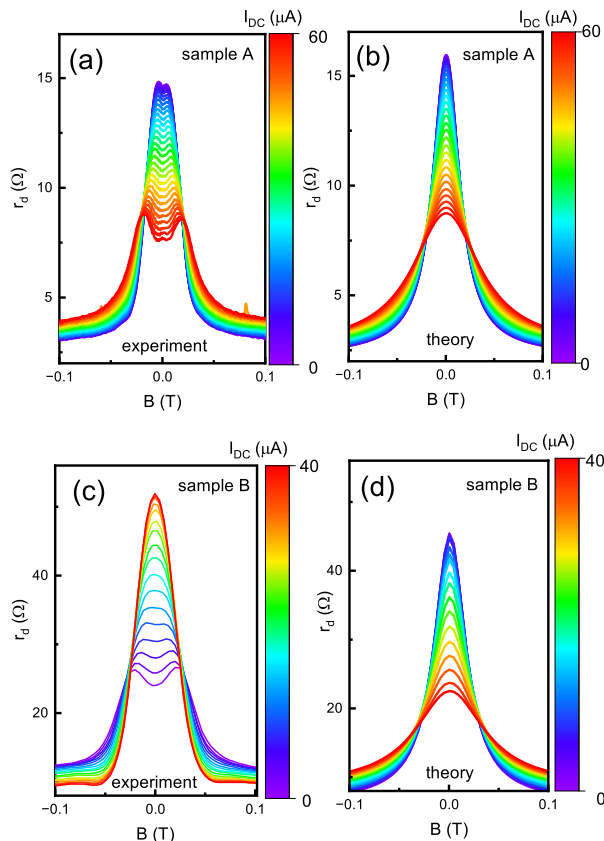 I_DC (μA)
60
(a)
sample A
15
10
5
r_d (Ω)
experiment
0
−0.1
0.0
0.1
B (T)
I_DC (μA)
60
(b)
sample A
15
10
5
r_d (Ω)
theory
0
−0.1
0.0
0.1
B (T)
I_DC (μA)
40
(c)
sample B
40
20
r_d (Ω)
experiment
0
−0.1
0.0
0.1
B (T)
I_DC (μA)
40
(d)
sample B
40
20
r_d (Ω)
theory
0
−0.1
0.0
0.1
B (T)